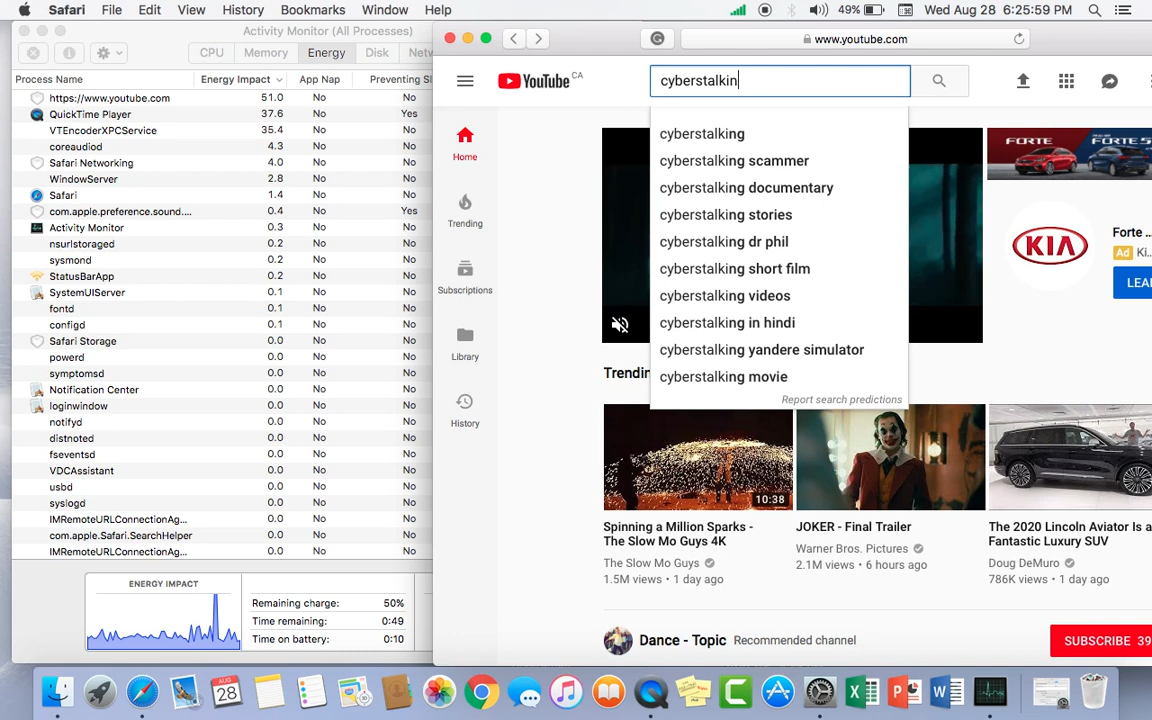 Safari File Edit View History Bookmarks Window Help 49% Wed Aug 28 6:25:59 PM
Activity Monitor (All Processes)
CPU Memory Energy Disk Netw
Process Name Energy Impact App Nap Preventing Sl
https://www.youtube.com 51.0 No No
QuickTime Player 37.9 No Yes
VTEncoderXPCService 35.4 No No
coreaudiod 4.3 No No
Safari Networking 4.0 No No
WindowServer 2.8 No No
Safari 1.4 No No
com.apple.preference.sound.... 0.4 No Yes
Activity Monitor 0.3 No No
nsurlstoraged 0.2 No No
sysmond 0.2 No No
StatusBarApp 0.2 No No
SystemUIServer 0.1 No No
fontd 0.1 No No
configd 0.1 No No
Safari Storage 0.0 No No
powerd 0.0 No No
symptomsd 0.0 No No
Notification Center 0.0 No No
loginwindow 0.0 No No
notifyd 0.0 No No
distnoted 0.0 No No
fseventsd 0.0 No No
VDCAssistant 0.0 No No
usbd 0.0 No No
syslogd 0.0 No No
IMRemoteURLConnectionAg... 0.0 No No
com.apple.Safari.SearchHelper 0.0 No No
IMRemoteURLConnectionAg... 0.0 No No
ENERGY IMPACT
Remaining charge: 50%
Time remaining: 0:49
Time on battery: 0:10
www.youtube.com
YouTube CA
cyberstalkin
cyberstalking
cyberstalking scammer
cyberstalking documentary
cyberstalking stories
cyberstalking dr phil
cyberstalking short film
cyberstalking videos
cyberstalking in hindi
cyberstalking yandere simulator
cyberstalking movie
Report search predictions
Home
Trending
Subscriptions
Library
History
FORTE FORTE5
KIA
Forte ...
Ad Ki...
LEA
Trendin
10:38
Spinning a Million Sparks -
The Slow Mo Guys 4K
The Slow Mo Guys
1.5M views • 1 day ago
JOKER - Final Trailer
Warner Bros. Pictures
2.1M views • 6 hours ago
The 2020 Lincoln Aviator Is a
Fantastic Luxury SUV
Doug DeMuro
786K views • 1 day ago
Dance - Topic Recommended channel
SUBSCRIBE 39
AUG
28